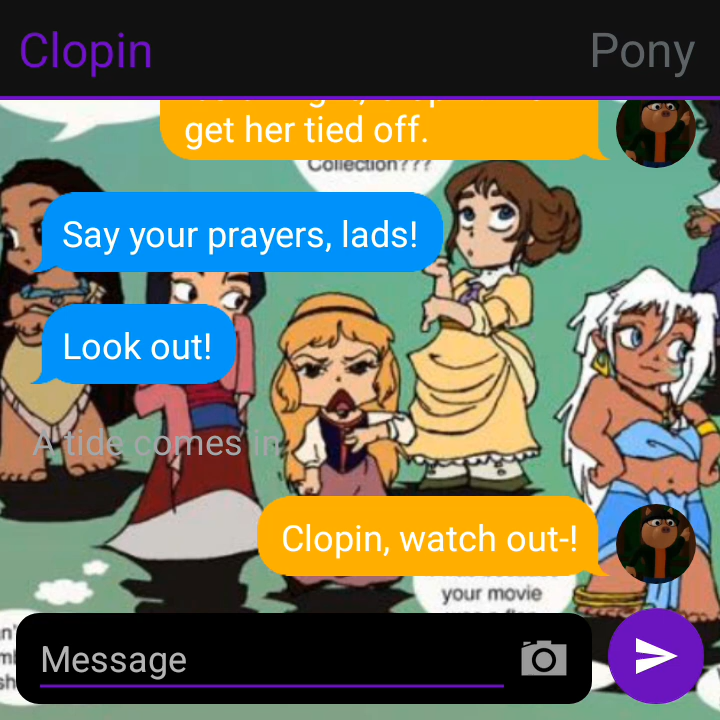 Clopin
Pony
get her tied off.
Collection???
Say your prayers, lads!
Look out!
A tide comes in
Clopin, watch out-!
your movie
Message